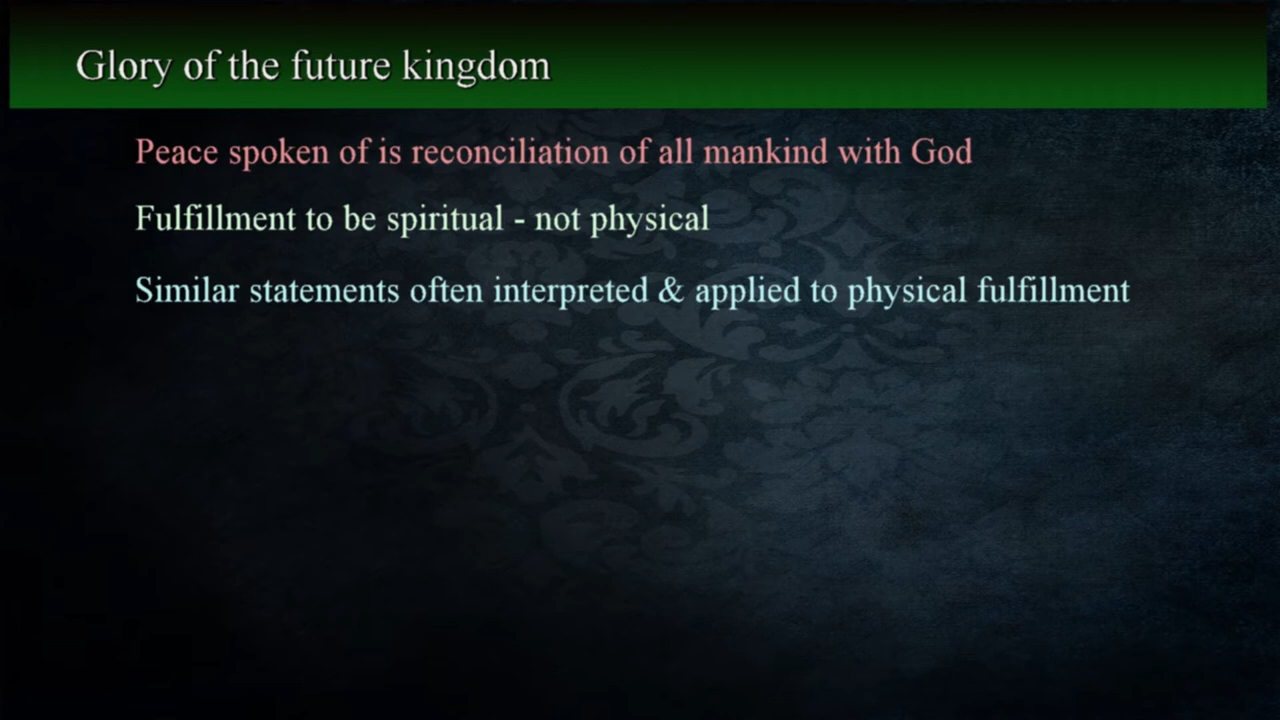 Glory of the future kingdom
Peace spoken of is reconciliation of all mankind with God
Fulfillment to be spiritual - not physical
Similar statements often interpreted & applied to physical fulfillment